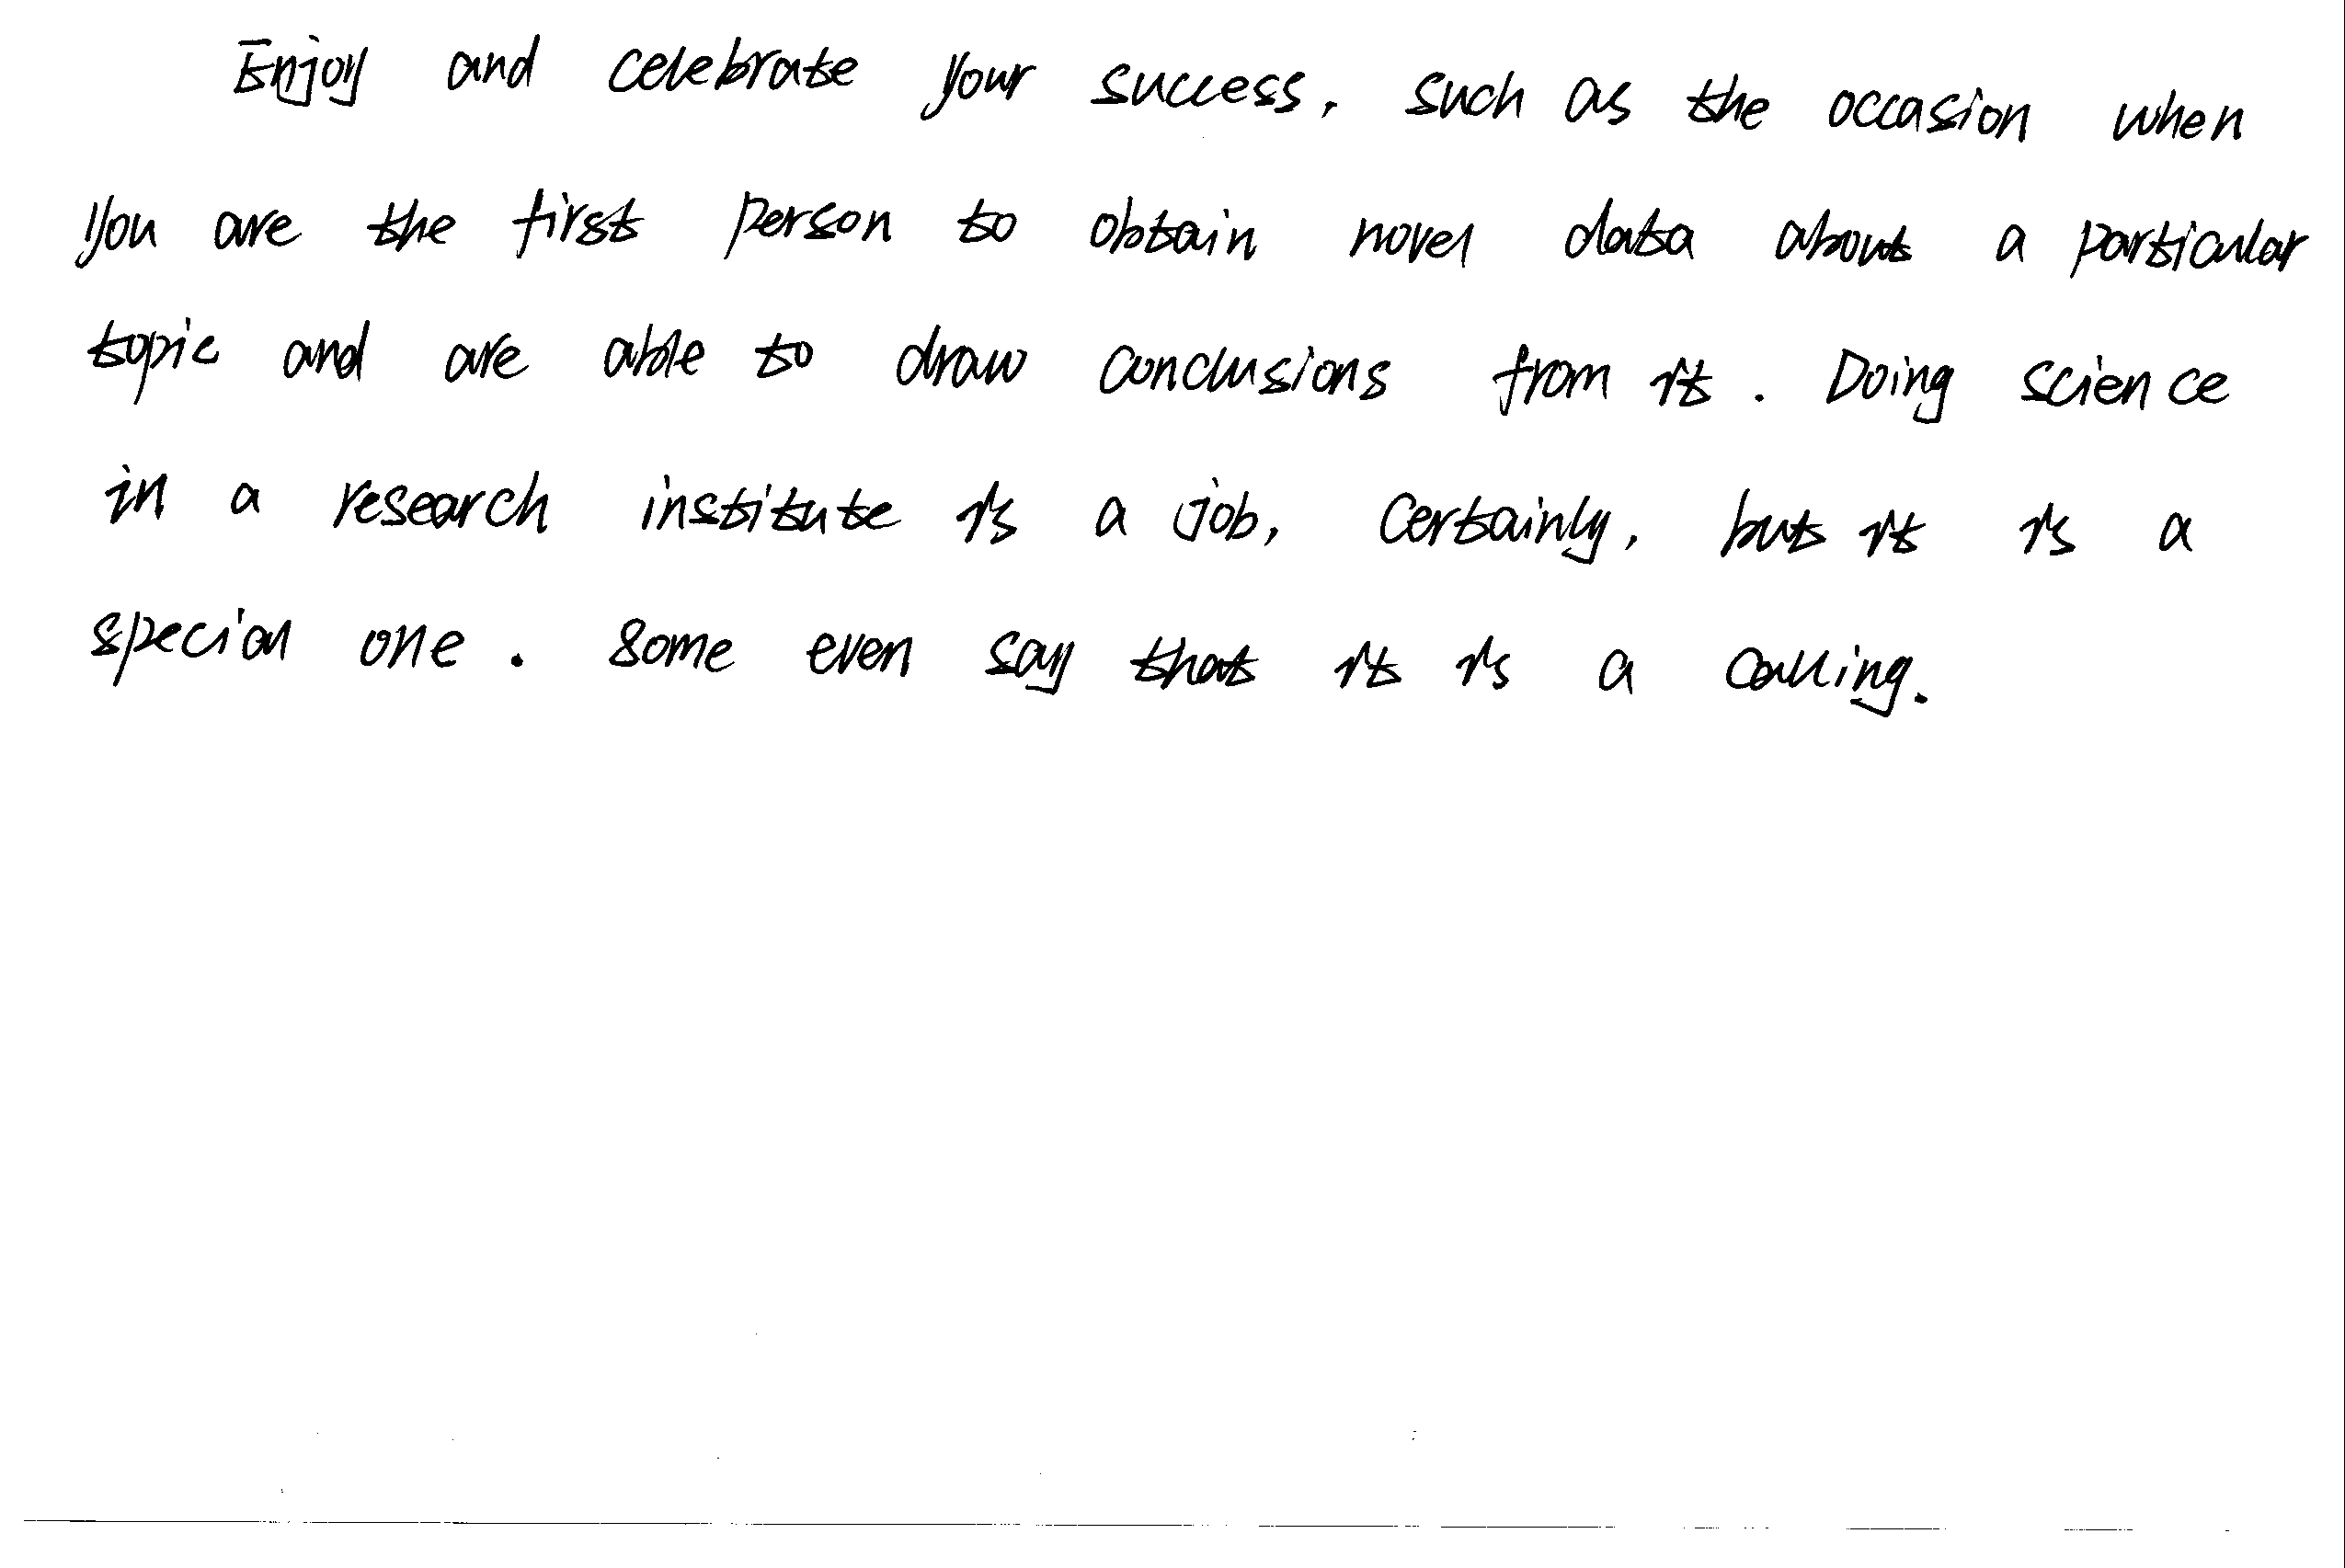 Enjoy and celebrate your success, such as the occasion when
you are the first person to obtain novel data about a particular
topic and are able to draw conclusions from it. Doing science
in a research institute is a job, certainly, but it is a
special one. Some even say that it is a calling.